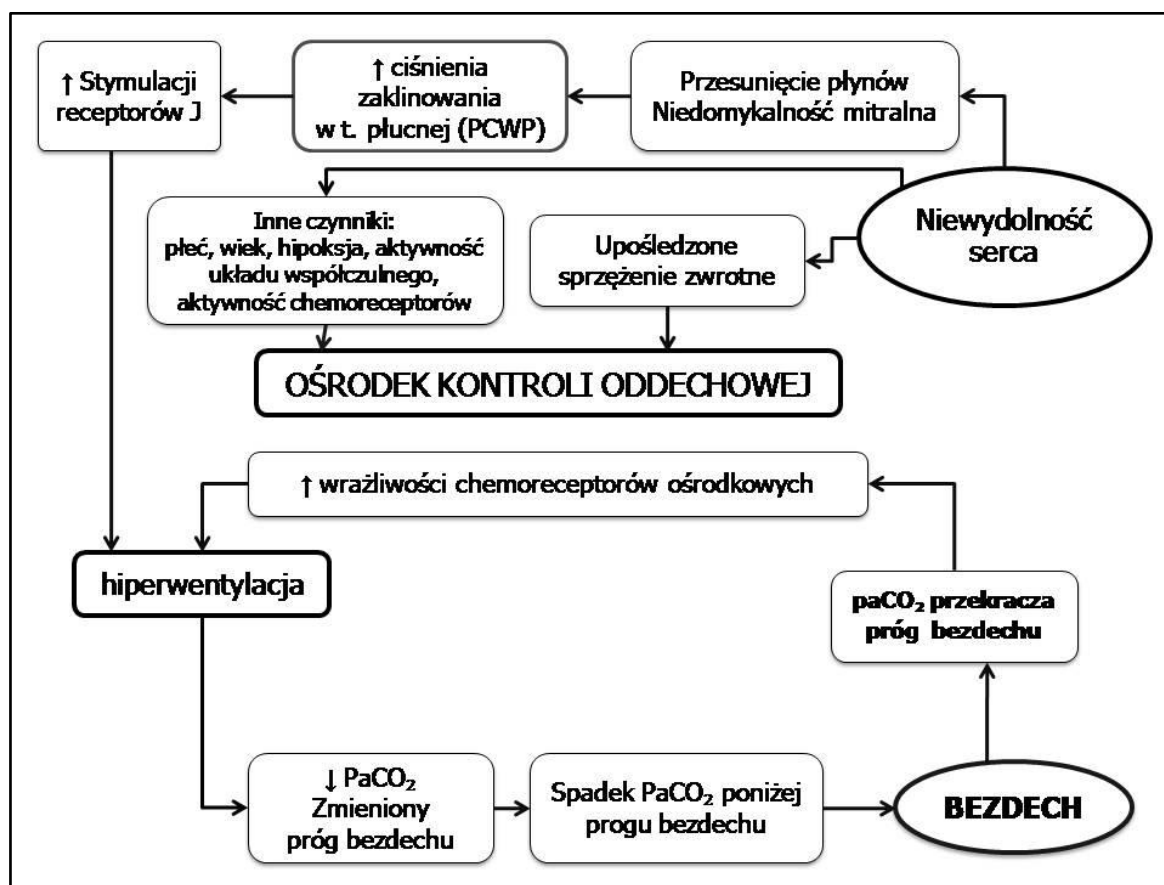 ↑ Stymulacji
receptorów J
↑ ciśnienia
zaklinowania
w t. płucnej (PCWP)
Przesunięcie płynów
Niedomykalność mitralna
Niewydolność
serca
Inne czynniki:
płeć, wiek, hipoksja, aktywność
układu współczulnego,
aktywność chemoreceptorów
Upośledzone
sprzężenie zwrotne
OŚRODEK KONTROLI ODDECHOWEJ
↑ wrażliwości chemoreceptorów ośrodkowych
hiperwentylacja
paCO₂ przekracza
próg bezdechu
↓ PaCO₂
Zmieniony
próg bezdechu
Spadek PaCO₂ poniżej
progu bezdechu
BEZDECH